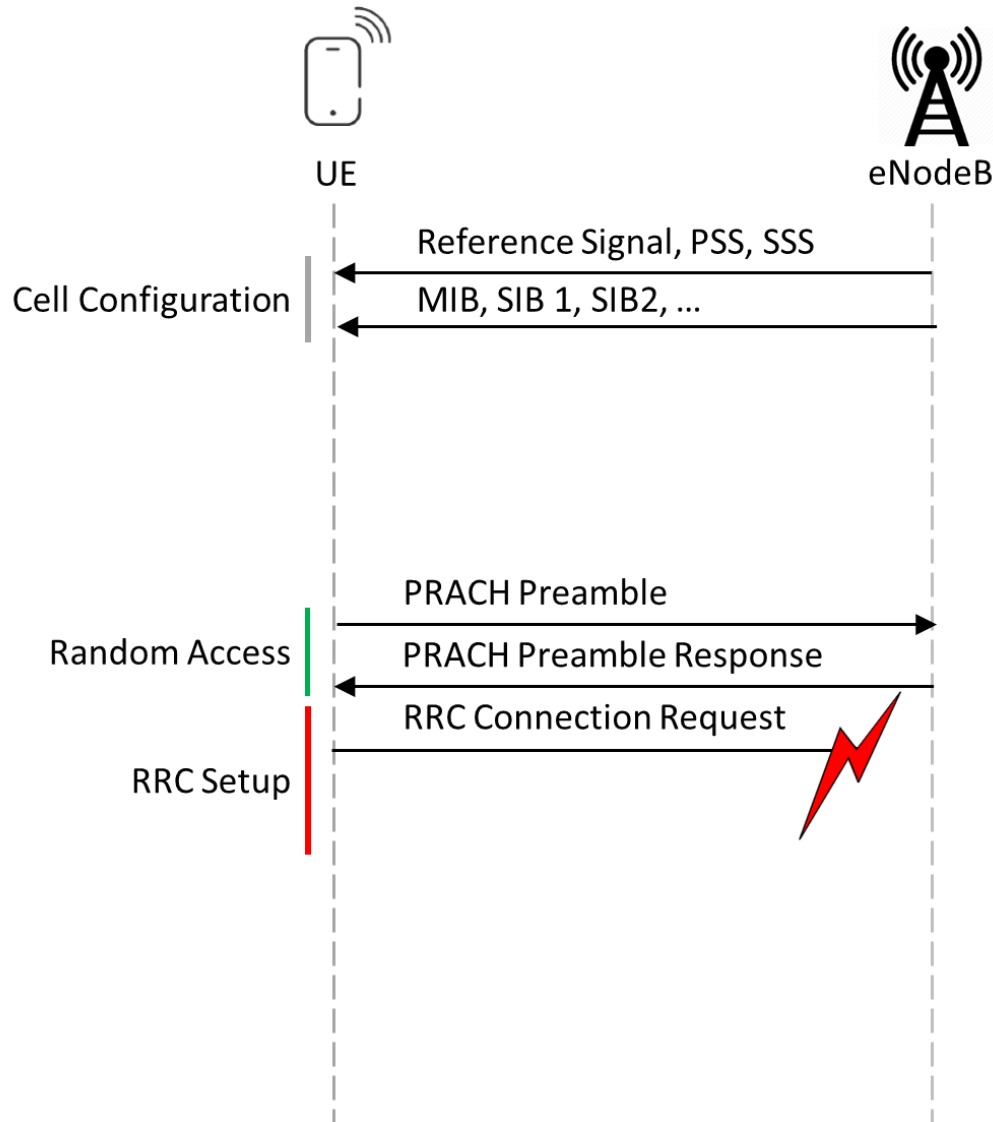 UE
eNodeB
Reference Signal, PSS, SSS
Cell Configuration
MIB, SIB 1, SIB2, ...
PRACH Preamble
Random Access
PRACH Preamble Response
RRC Connection Request
RRC Setup